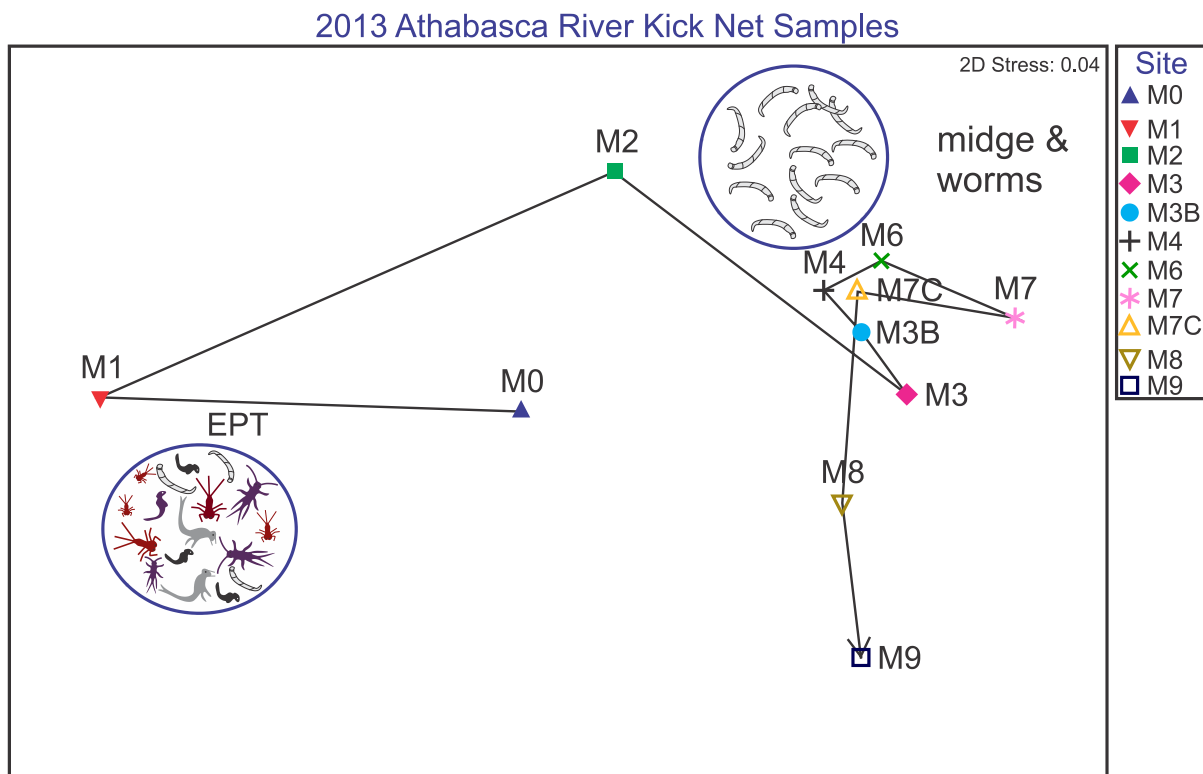 2013 Athabasca River Kick Net Samples
2D Stress: 0.04
M2
midge &
worms
M6
M4
M7C
M7
M3B
M1
M0
M3
EPT
M8
M9
Site
M0
M1
M2
M3
M3B
M4
M6
M7
M7C
M8
M9